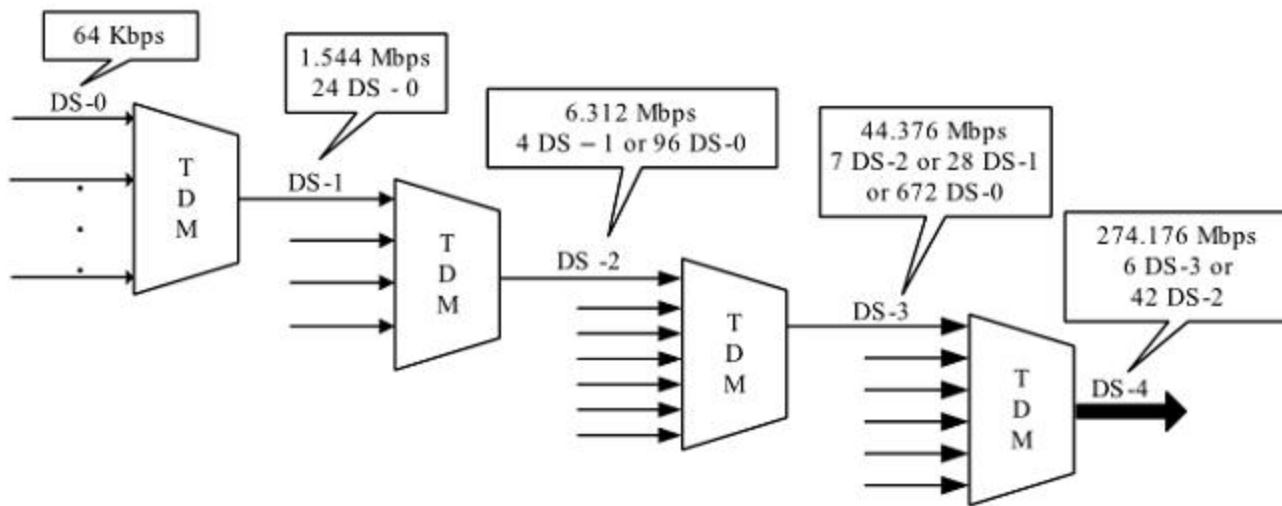 64 Kbps
DS-0
T
D
M
1.544 Mbps
24 DS - 0
DS-1
T
D
M
6.312 Mbps
4 DS – 1 or 96 DS-0
DS -2
T
D
M
44.376 Mbps
7 DS-2 or 28 DS-1
or 672 DS-0
DS-3
T
D
M
274.176 Mbps
6 DS-3 or
42 DS-2
DS-4